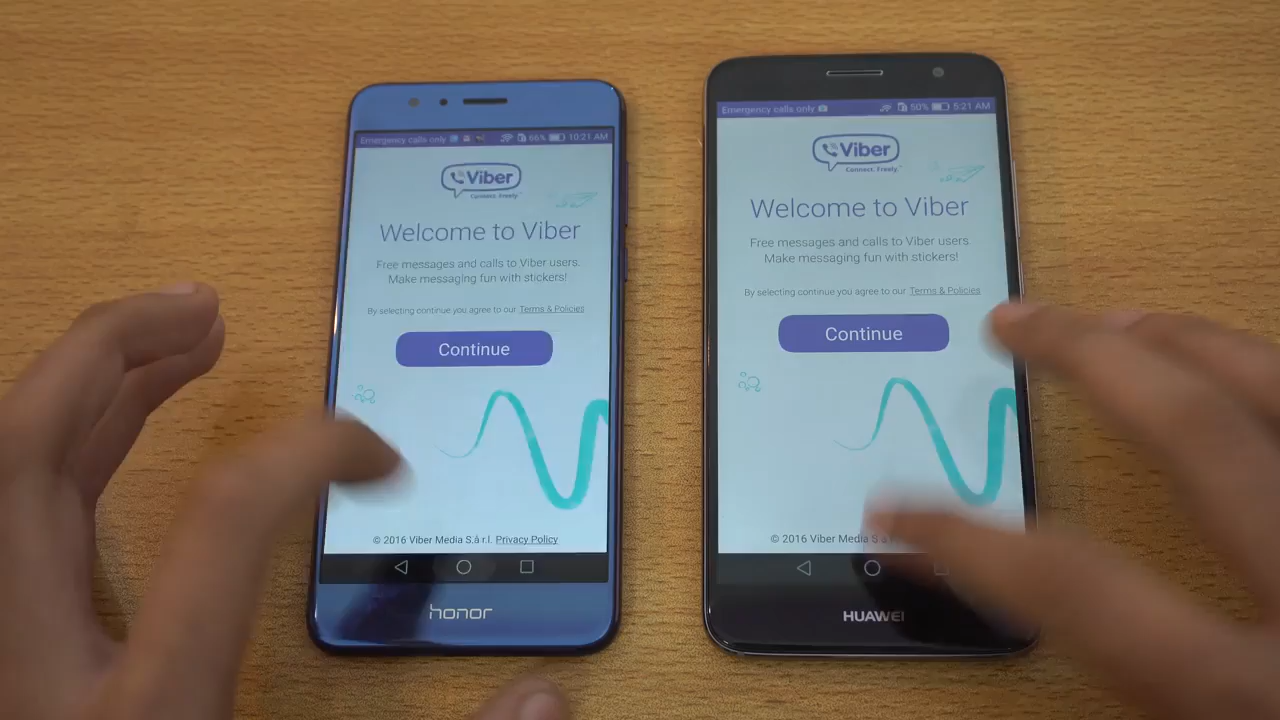 Emergency calls only
66%
10:21 AM
Viber
Connect. Freely.
Welcome to Viber
Free messages and calls to Viber users.
Make messaging fun with stickers!
By selecting continue you agree to our Terms & Policies
Continue
© 2016 Viber Media S.à r.l. Privacy Policy
honor
Emergency calls only
50%
5:21 AM
Viber
Connect. Freely.
Welcome to Viber
Free messages and calls to Viber users.
Make messaging fun with stickers!
By selecting continue you agree to our Terms & Policies
Continue
© 2016 Viber Media
HUAWEI